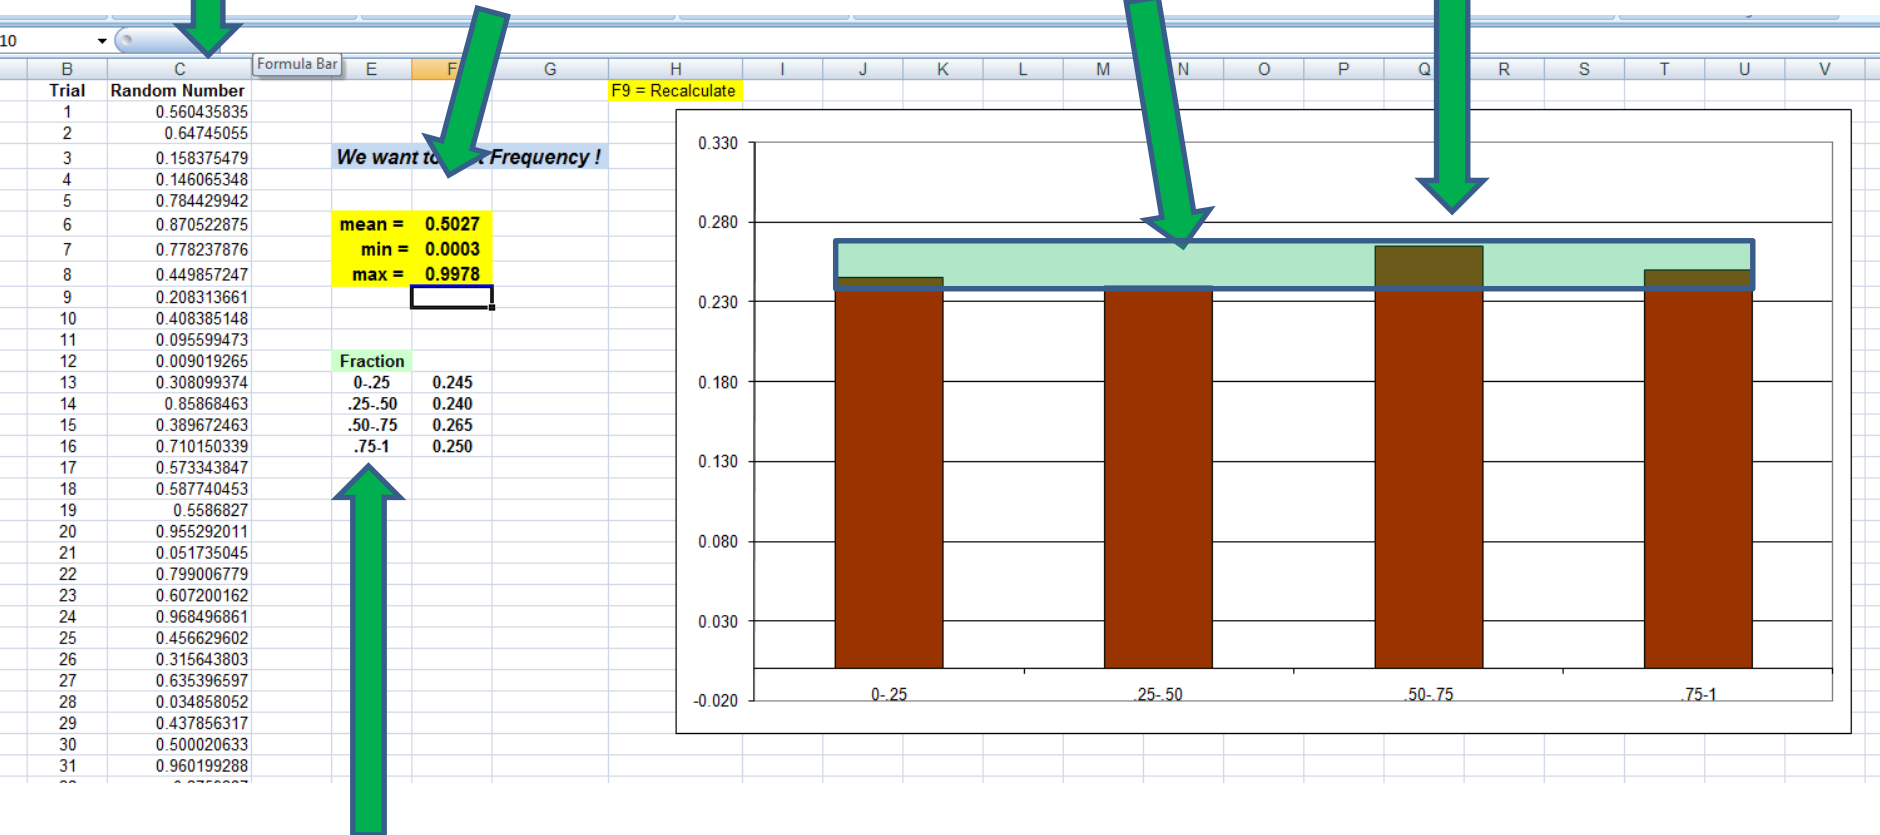 10
Formula Bar
B C E F G H I J K L M N O P Q R S T U V
Trial Random Number F9 = Recalculate
1 0.560435835
2 0.64745055
3 0.158375479 We want to Frequency !
4 0.146065348
5 0.784429942
6 0.870522875 mean = 0.5027
7 0.778237876 min = 0.0003
8 0.449857247 max = 0.9978
9 0.208313661
10 0.408385148
11 0.095599473
12 0.009019265 Fraction
13 0.308099374 0-.25 0.245
14 0.85868463 .25-.50 0.240
15 0.389672463 .50-.75 0.265
16 0.710150339 .75-1 0.250
17 0.573343847
18 0.587740453
19 0.5586827
20 0.955292011
21 0.051735045
22 0.799006779
23 0.607200162
24 0.968496861
25 0.456629602
26 0.315643803
27 0.635396597
28 0.034858052
29 0.437856317
30 0.500020633
31 0.960199288
0.330
0.280
0.230
0.180
0.130
0.080
0.030
-0.020
0-.25 .25-.50 .50-.75 .75-1